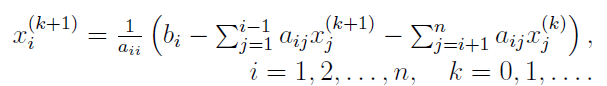 x_i^{(k+1)} = \frac{1}{a_{ii}} \left( b_i - \sum_{j=1}^{i-1} a_{ij} x_j^{(k+1)} - \sum_{j=i+1}^{n} a_{ij} x_j^{(k)} \right),
i = 1, 2, \ldots, n, \quad k = 0, 1, \ldots.